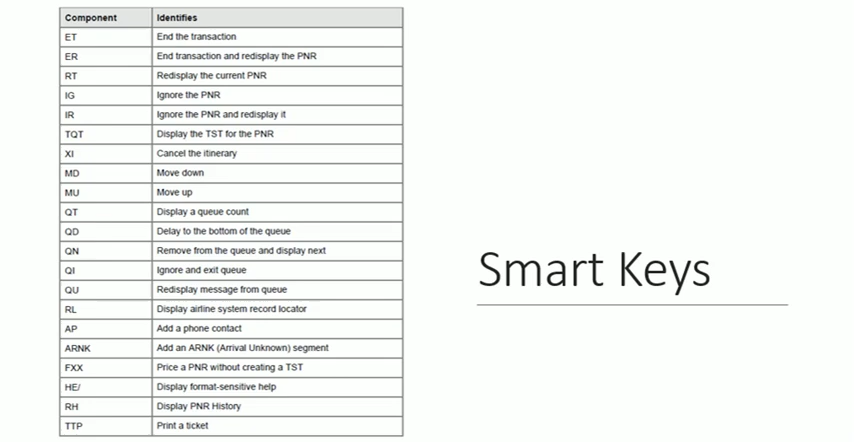 Component Identifies
ET End the transaction
ER End transaction and redisplay the PNR
RT Redisplay the current PNR
IG Ignore the PNR
IR Ignore the PNR and redisplay it
TQT Display the TST for the PNR
XI Cancel the itinerary
MD Move down
MU Move up
QT Display a queue count
QD Delay to the bottom of the queue
QN Remove from the queue and display next
QI Ignore and exit queue
QU Redisplay message from queue
RL Display airline system record locator
AP Add a phone contact
ARNK Add an ARNK (Arrival Unknown) segment
FXX Price a PNR without creating a TST
HE/ Display format-sensitive help
RH Display PNR History
TTP Print a ticket
Smart Keys